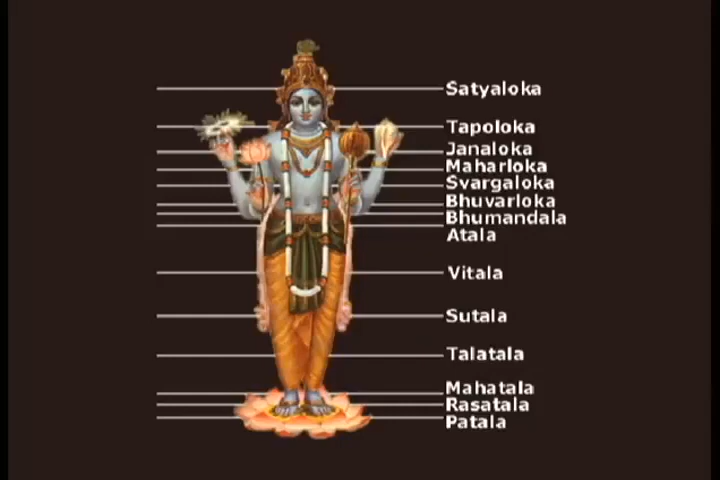 Satyaloka
Tapoloka
Janaloka
Maharloka
Svargaloka
Bhuvarloka
Bhumandala
Atala
Vitala
Sutala
Talatala
Mahatala
Rasatala
Patala